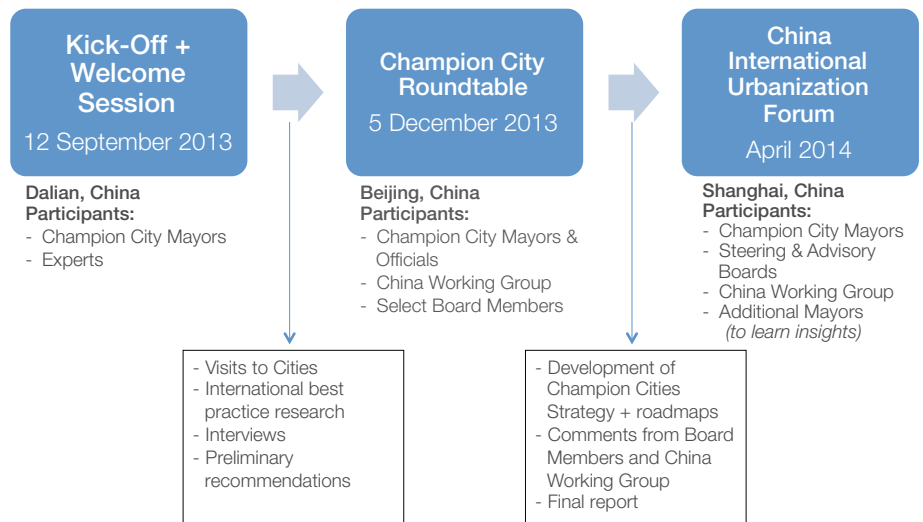 Kick-Off +
Welcome
Session
12 September 2013
Champion City
Roundtable
5 December 2013
China
International
Urbanization
Forum
April 2014
Dalian, China
Participants:
- Champion City Mayors
- Experts
Beijing, China
Participants:
- Champion City Mayors &
Officials
- China Working Group
- Select Board Members
Shanghai, China
Participants:
- Champion City Mayors
- Steering & Advisory
Boards
- China Working Group
- Additional Mayors
(to learn insights)
- Visits to Cities
- International best
practice research
- Interviews
- Preliminary
recommendations
- Development of
Champion Cities
Strategy + roadmaps
- Comments from Board
Members and China
Working Group
- Final report